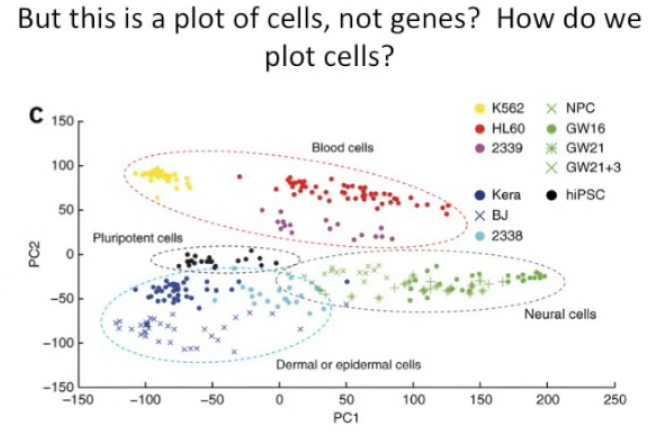 But this is a plot of cells, not genes? How do we
plot cells?
C
150
100
50
0
−50
−100
−150
PC2
−150
−100
−50
0
50
100
150
200
250
PC1
Blood cells
Pluripotent cells
Neural cells
Dermal or epidermal cells
K562
HL60
2339
Kera
BJ
2338
NPC
GW16
GW21
GW21+3
hiPSC